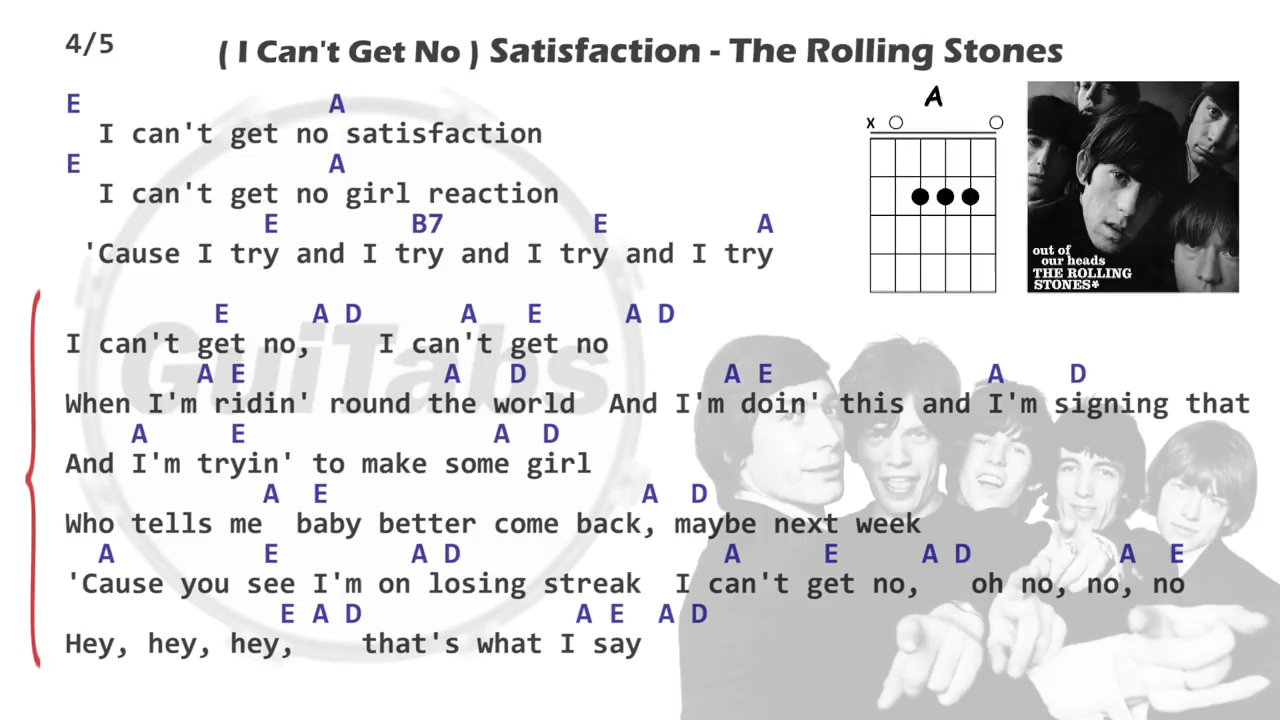 4/5
( I Can't Get No ) Satisfaction - The Rolling Stones
E A
I can't get no satisfaction
E A
I can't get no girl reaction
E B7 E A
'Cause I try and I try and I try and I try
E A D A E A D
I can't get no, I can't get no
A E A D A E A D
When I'm ridin' round the world And I'm doin' this and I'm signing that
A E A D
And I'm tryin' to make some girl
A E A D
Who tells me baby better come back, maybe next week
A E A D A E A D A E
'Cause you see I'm on losing streak I can't get no, oh no, no, no
E A D A E A D
Hey, hey, hey, that's what I say
A
x
out of
our heads
THE ROLLING
STONES*
GuiTabs